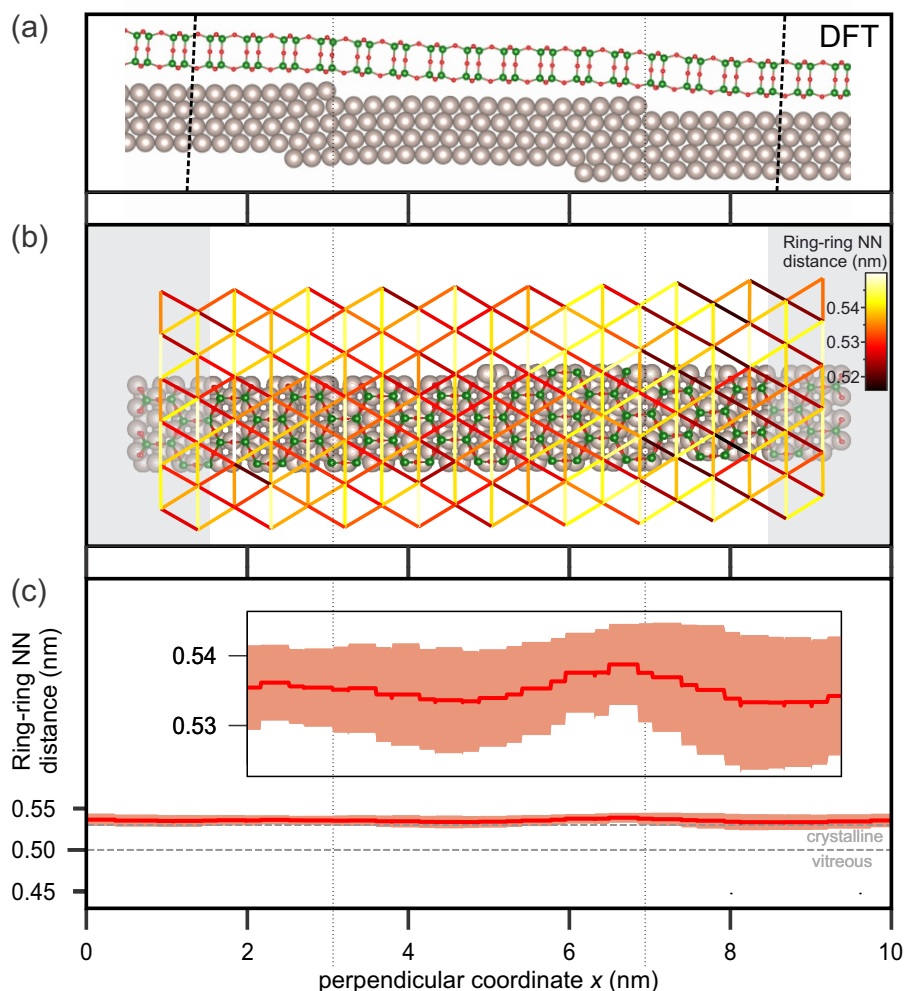 (a)
DFT
(b)
Ring-ring NN
distance (nm)
0.54
0.53
0.52
(c)
Ring-ring NN
distance (nm)
0.54
0.53
0.55
0.50
0.45
crystalline
vitreous
0 2 4 6 8 10
perpendicular coordinate x (nm)